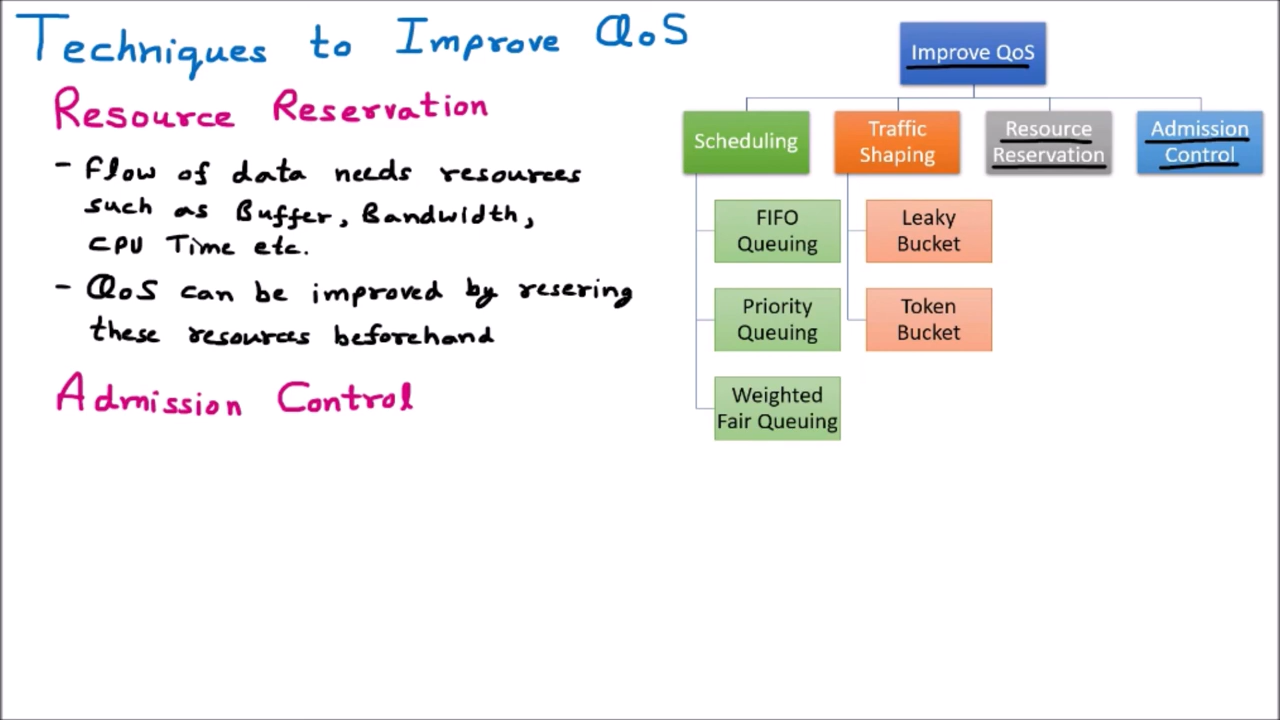 Techniques to Improve QoS
Resource Reservation
- Flow of data needs resources
such as Buffer, Bandwidth,
CPU Time etc.
- QoS can be improved by resering
these resources beforehand
Admission Control
Improve QoS
Scheduling
Traffic
Shaping
Resource
Reservation
Admission
Control
FIFO
Queuing
Leaky
Bucket
Priority
Queuing
Token
Bucket
Weighted
Fair Queuing